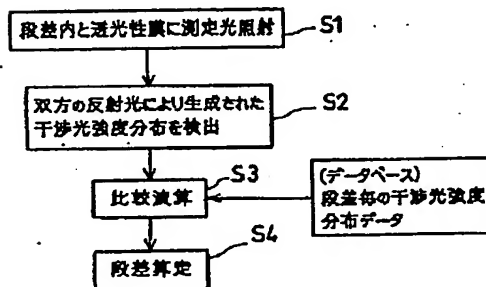 段差内と透光性膜に測定光照射
S1
双方の反射光により生成された
干渉光強度分布を検出
S2
比較演算
S3
(データベース)
段差毎の干渉光強度
分布データ
段差算定
S4